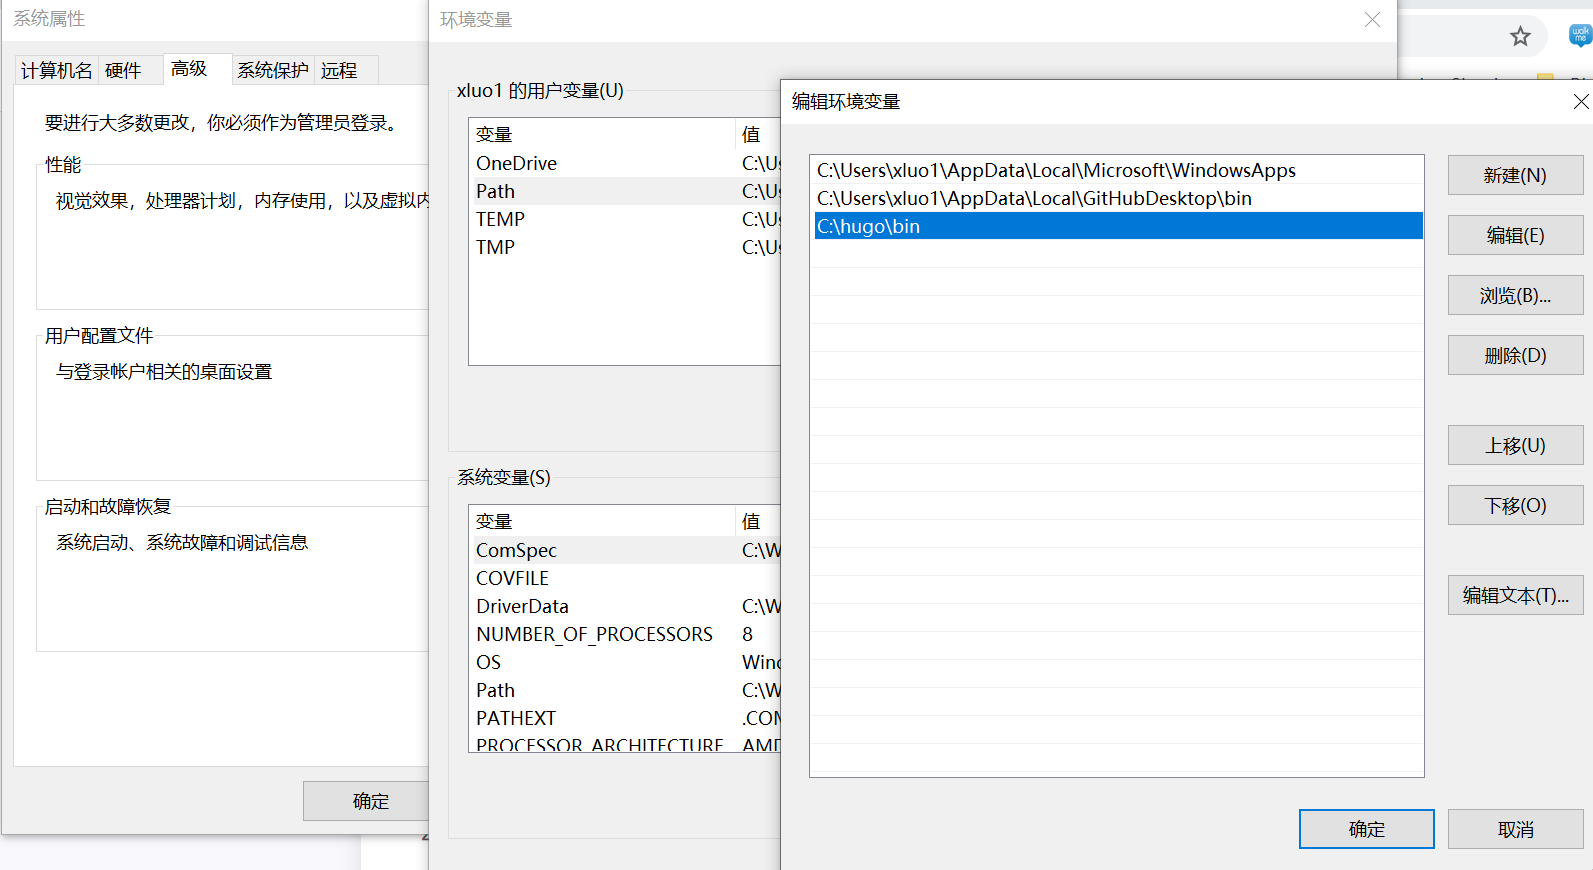 系统属性
计算机名
硬件
高级
系统保护
远程
要进行大多数更改，你必须作为管理员登录。
性能
视觉效果，处理器计划，内存使用，以及虚拟内
用户配置文件
与登录帐户相关的桌面设置
启动和故障恢复
系统启动、系统故障和调试信息
确定
环境变量
xluo1 的用户变量(U)
变量 值
OneDrive C:\Us
Path C:\Us
TEMP C:\Us
TMP C:\Us
系统变量(S)
变量 值
ComSpec C:\W
COVFILE
DriverData C:\W
NUMBER_OF_PROCESSORS 8
OS Wind
Path C:\W
PATHEXT .COM
PROCESSOR_ARCHITECTURE AMD
编辑环境变量
C:\Users\xluo1\AppData\Local\Microsoft\WindowsApps
C:\Users\xluo1\AppData\Local\GitHubDesktop\bin
C:\hugo\bin
新建(N)
编辑(E)
浏览(B)...
删除(D)
上移(U)
下移(O)
编辑文本(T)...
确定
取消
walk
me